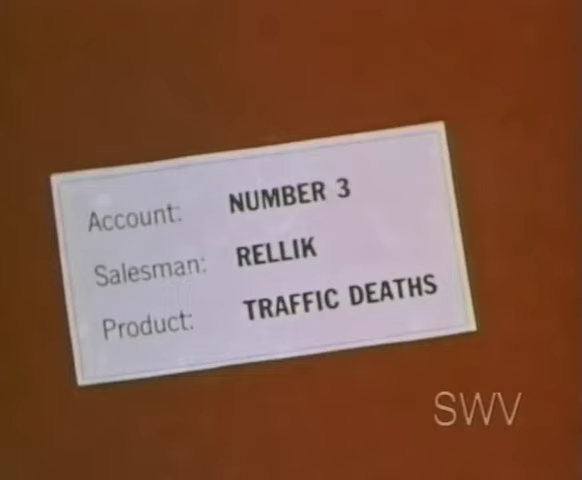 Account: NUMBER 3
Salesman: RELLIK
Product: TRAFFIC DEATHS
SWV